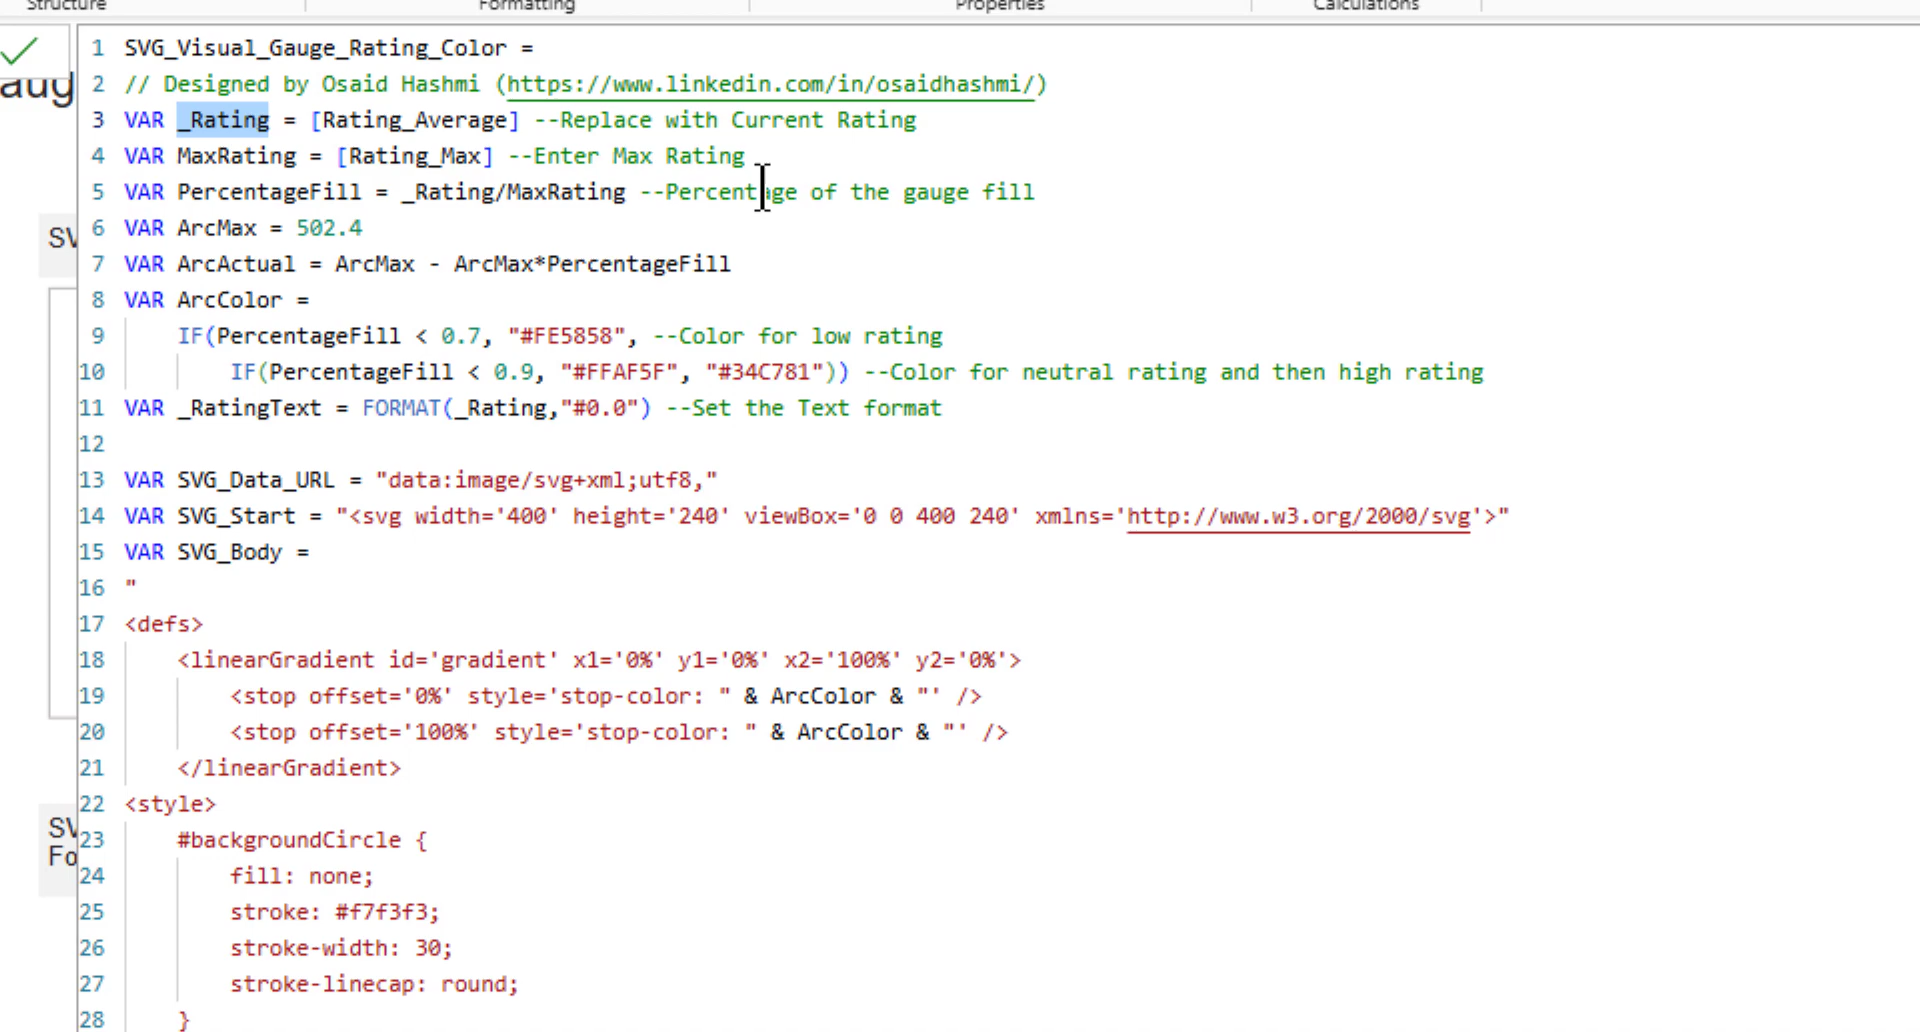 Structure Formatting Properties Calculations
aug
SV
SV
Fo
1 SVG_Visual_Gauge_Rating_Color =
2 // Designed by Osaid Hashmi (https://www.linkedin.com/in/osaidhashmi/)
3 VAR _Rating = [Rating_Average] --Replace with Current Rating
4 VAR MaxRating = [Rating_Max] --Enter Max Rating
5 VAR PercentageFill = _Rating/MaxRating --Percentage of the gauge fill
6 VAR ArcMax = 502.4
7 VAR ArcActual = ArcMax - ArcMax*PercentageFill
8 VAR ArcColor =
9 IF(PercentageFill < 0.7, "#FE5858", --Color for low rating
10 IF(PercentageFill < 0.9, "#FFAF5F", "#34C781")) --Color for neutral rating and then high rating
11 VAR _RatingText = FORMAT(_Rating,"#0.0") --Set the Text format
12
13 VAR SVG_Data_URL = "data:image/svg+xml;utf8,"
14 VAR SVG_Start = "<svg width='400' height='240' viewBox='0 0 400 240' xmlns='http://www.w3.org/2000/svg'>"
15 VAR SVG_Body =
16 "
17 <defs>
18 <linearGradient id='gradient' x1='0%' y1='0%' x2='100%' y2='0%'>
19 <stop offset='0%' style='stop-color: " & ArcColor & "' />
20 <stop offset='100%' style='stop-color: " & ArcColor & "' />
21 </linearGradient>
22 <style>
23 #backgroundCircle {
24 fill: none;
25 stroke: #f7f3f3;
26 stroke-width: 30;
27 stroke-linecap: round;
28 }